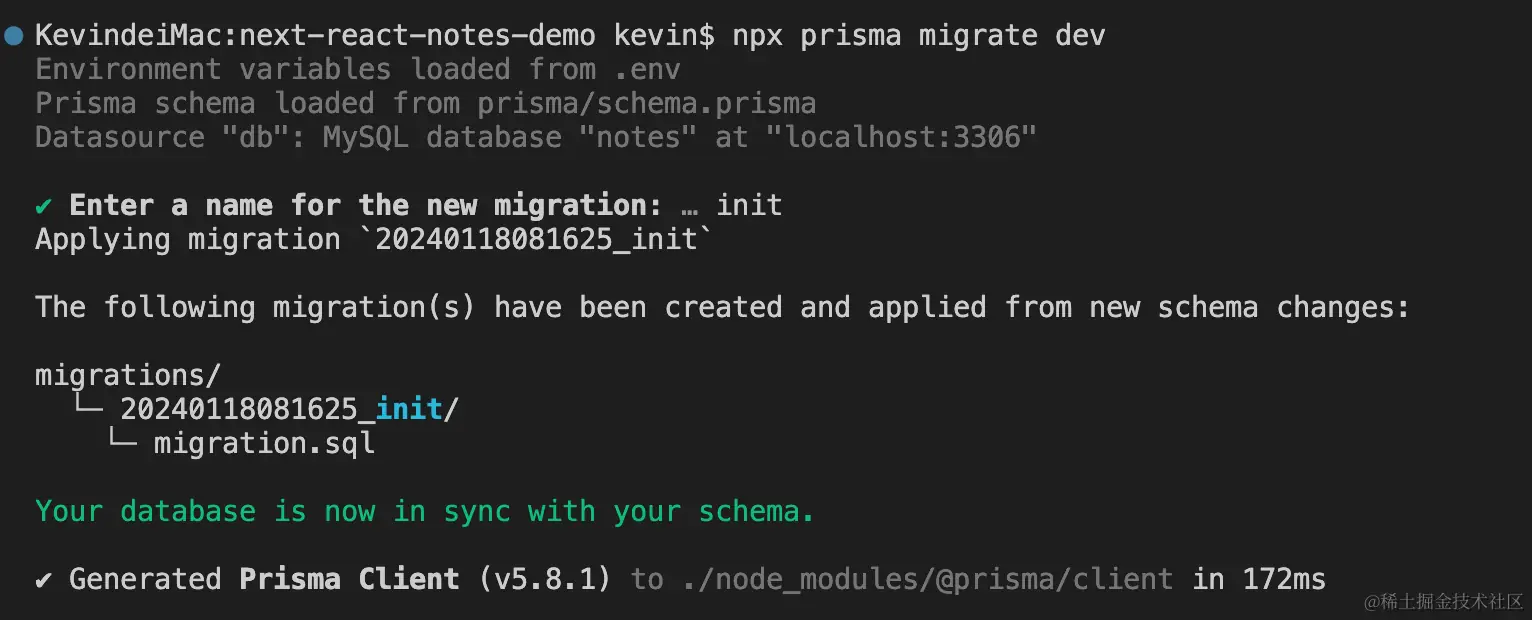 KevindeiMac:next-react-notes-demo kevin$ npx prisma migrate dev
Environment variables loaded from .env
Prisma schema loaded from prisma/schema.prisma
Datasource "db": MySQL database "notes" at "localhost:3306"
✔ Enter a name for the new migration: … init
Applying migration `20240118081625_init`
The following migration(s) have been created and applied from new schema changes:
migrations/
└─ 20240118081625_init/
└─ migration.sql
Your database is now in sync with your schema.
✔ Generated Prisma Client (v5.8.1) to ./node_modules/@prisma/client in 172ms
@稀土掘金技术社区